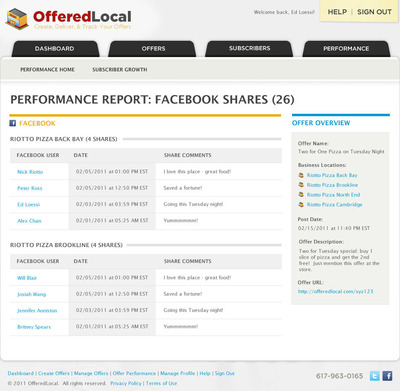 OfferedLocal
Create, Deliver, & Track Your Offers
Welcome back, Ed Loessi!
HELP | SIGN OUT
DASHBOARD
OFFERS
SUBSCRIBERS
PERFORMANCE
PERFORMANCE HOME
SUBSCRIBER GROWTH
PERFORMANCE REPORT: FACEBOOK SHARES (26)
FACEBOOK
RIOTTO PIZZA BACK BAY (4 SHARES)
FACEBOOK USER DATE SHARE COMMENTS
Nick Riotto 02/05/2011 at 01:00 PM EST I love this place - great food!
Peter Ross 02/05/2011 at 12:50 PM EST Saved a fortune!
Ed Loessi 02/03/2011 at 03:59 PM EST Going this Tuesday night!
Alex Chan 02/01/2011 at 05:25 AM EST Yummmmmm!
RIOTTO PIZZA BROOKLINE (4 SHARES)
FACEBOOK USER DATE SHARE COMMENTS
Will Blair 02/05/2011 at 01:00 PM EST I love this place - great food!
Josiah Wang 02/05/2011 at 12:50 PM EST Saved a fortune!
Jennifer Anniston 02/03/2011 at 03:59 PM EST Going this Tuesday night!
Britney Spears 02/01/2011 at 05:25 AM EST Yummmmmm!
OFFER OVERVIEW
Offer Name:
Two for One Pizza on Tuesday Night
Business Locations:
Riotto Pizza Back Bay
Riotto Pizza Brookline
Riotto Pizza North End
Riotto Pizza Cambridge
Post Date:
02/15/2011 at 11:40 PM EST
Offer Description:
Two for Tuesday special: buy 1
slice of pizza and get the 2nd
free! Just mention this offer at the
store.
Offer URL:
http://offeredlocal.com/xyz123
Dashboard | Create Offers | Manage Offers | Offer Performance | Manage Profile | Help | Sign Out
© 2011 OfferedLocal. All rights reserved. Privacy Policy | Terms of Use
617-963-0165